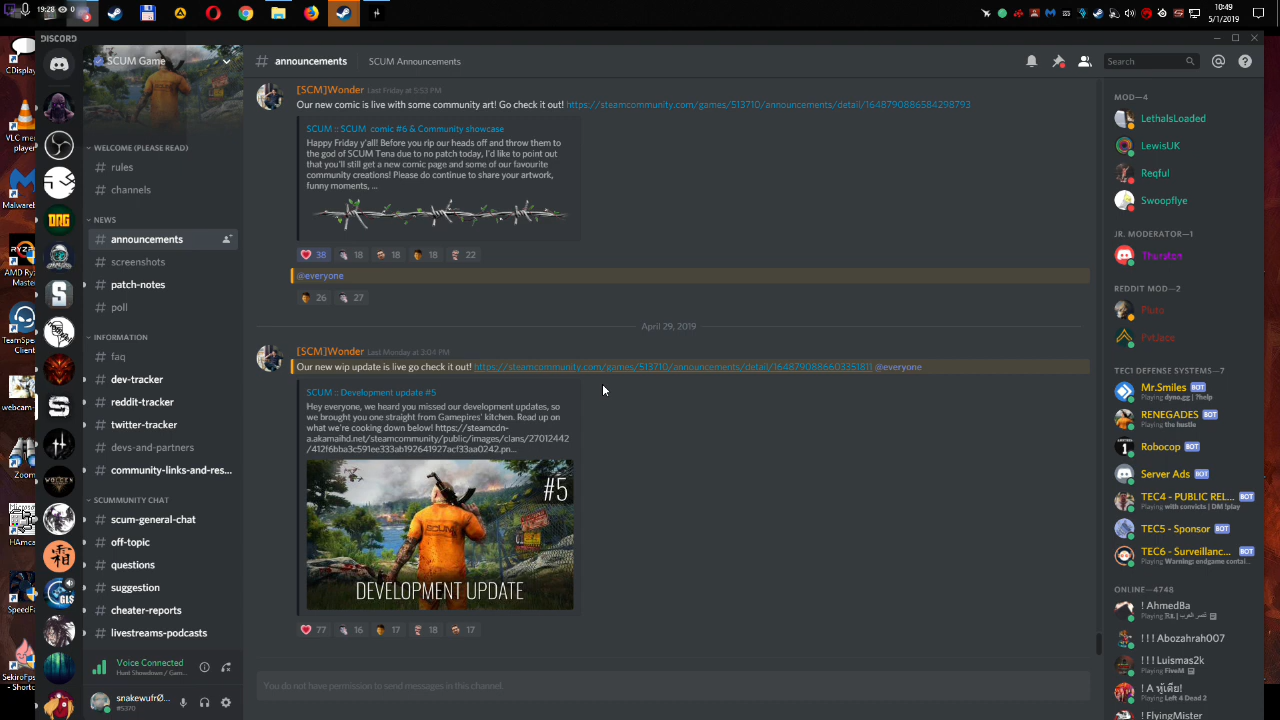 19:28
0
10:49
5/1/2019
DISCORD
SCUM Game
# announcements
SCUM Announcements
Search
WELCOME (PLEASE READ)
# rules
# channels
NEWS
# announcements
# screenshots
# patch-notes
# poll
INFORMATION
# faq
# dev-tracker
# reddit-tracker
# twitter-tracker
# devs-and-partners
# community-links-and-res...
SCUMMUNITY CHAT
# scum-general-chat
# off-topic
# questions
# suggestion
# cheater-reports
# livestreams-podcasts
Voice Connected
Hunt Showdown / Gam...
snakewufrØ...
#5370
[SCM]Wonder Last Friday at 5:53 PM
Our new comic is live with some community art! Go check it out! https://steamcommunity.com/games/513710/announcements/detail/1648790886584298793
SCUM :: SCUM comic #6 & Community showcase
Happy Friday y'all! Before you rip our heads off and throw them to
the god of SCUM Tena due to no patch today, I'd like to point out
that you'll still get a new comic page and some of our favourite
community creations! Please do continue to share your artwork,
funny moments, ...
38 18 18 18 22
@everyone
26 27
April 29, 2019
[SCM]Wonder Last Monday at 3:04 PM
Our new wip update is live go check it out! https://steamcommunity.com/games/513710/announcements/detail/1648790886603351811 @everyone
SCUM :: Development update #5
Hey everyone, we heard you missed our development updates, so
we brought you one straight from Gamepires' kitchen. Read up on
what we're cooking down below! https://steamcdn-
a.akamaihd.net/steamcommunity/public/images/clans/27012442
/412f6bba3c591ee333ab192641927acf33aa0242.pn...
#5
SCUM
DEVELOPMENT UPDATE
77 16 17 18 17
You do not have permission to send messages in this channel.
MOD—4
LethalsLoaded
LewisUK
Reqful
Swoopflye
JR. MODERATOR—1
Thurston
REDDIT MOD—2
Pluto
PvtJacc
TEC1 DEFENSE SYSTEMS—7
Mr.Smiles BOT
Playing dyno.gg | ?help
RENEGADES BOT
Playing the hustle
Robocop BOT
Server Ads BOT
TEC4 - PUBLIC REL... BOT
Playing with convicts | DM !play
TEC5 - Sponsor BOT
TEC6 - Surveillanc... BOT
Playing Warning: endgame contai...
ONLINE—4748
! AhmedBa
! ! ! Abozahrah007
! ! ! Luismas2k
Playing FiveM
! A หู้เดีย!
Playing Left 4 Dead 2
! FlyingMister